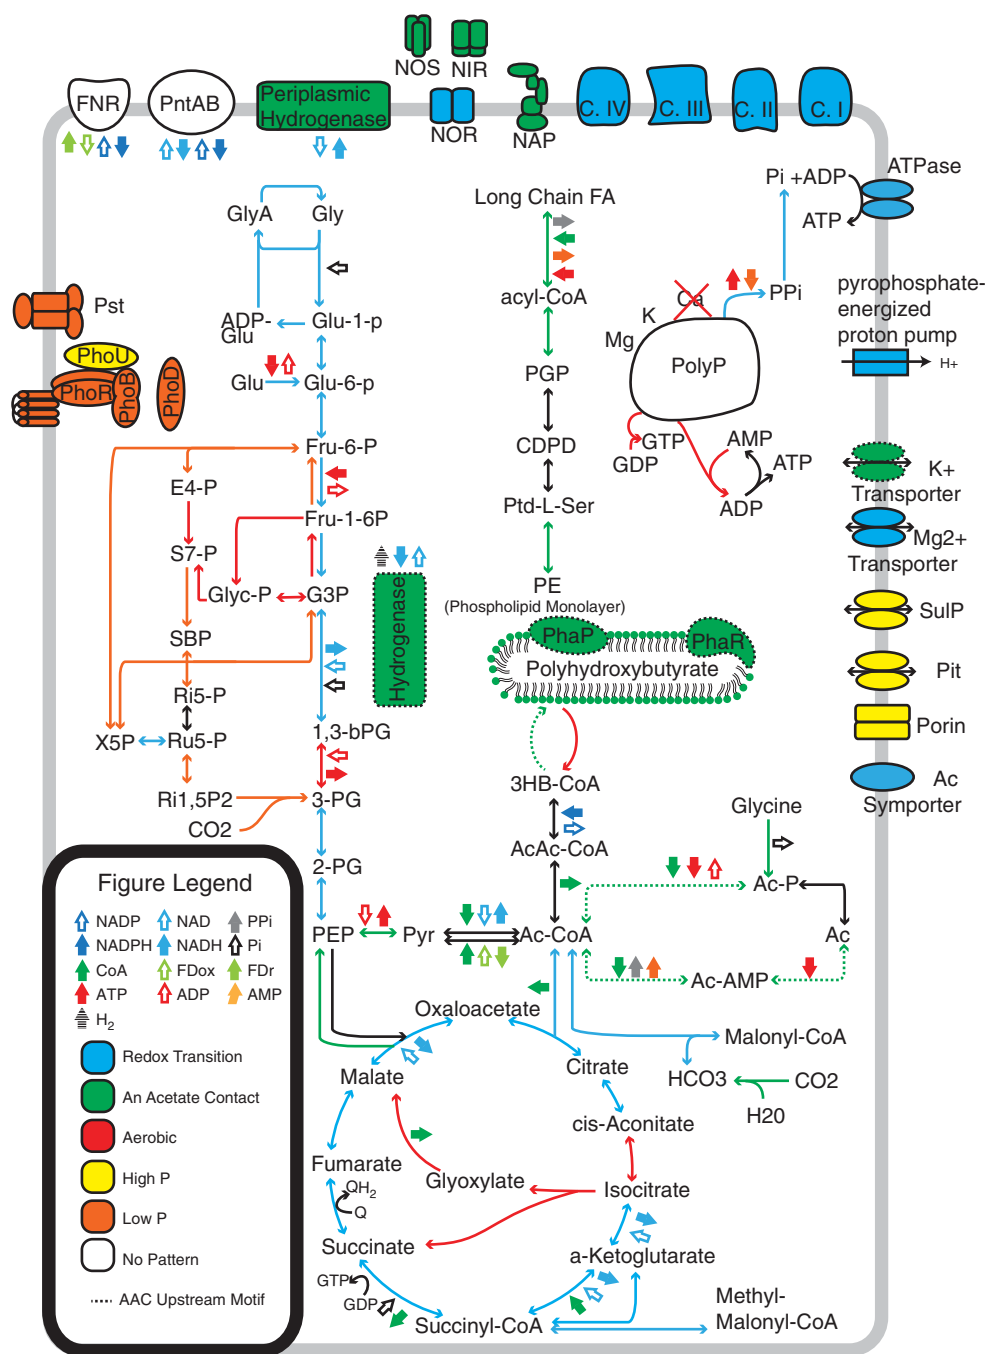 NOS
NIR
FNR
PntAB
Periplasmic
Hydrogenase
NOR
NAP
C. IV
C. III
C. II
C. I
ATPase
Pi +ADP
ATP
GlyA
Gly
Long Chain FA
Pst
ADP-
Glu
Glu-1-p
acyl-CoA
K
Ca
PPi
Mg
PolyP
pyrophosphate-
energized
proton pump
H+
PhoU
PhoR
PhoB
PhoD
Glu
Glu-6-p
PGP
Fru-6-P
CDPD
GTP
GDP
AMP
ATP
ADP
K+
Transporter
E4-P
Fru-1-6P
Ptd-L-Ser
Mg2+
Transporter
S7-P
Glyc-P
G3P
Hydrogenase
PE
(Phospholipid Monolayer)
SulP
SBP
PhaP
PhaR
Polyhydroxybutyrate
Pit
Ri5-P
X5P
Ru5-P
1,3-bPG
Porin
Ri1,5P2
3-PG
CO2
3HB-CoA
Ac
Symporter
Glycine
AcAc-CoA
2-PG
Ac-P
PEP
Pyr
Ac-CoA
Ac
Ac-AMP
Figure Legend
NADP
NAD
PPi
NADPH
NADH
Pi
CoA
FDox
FDr
ATP
ADP
AMP
H2
Redox Transition
An Acetate Contact
Aerobic
High P
Low P
No Pattern
AAC Upstream Motif
Oxaloacetate
Malonyl-CoA
Malate
Citrate
HCO3
CO2
H20
cis-Aconitate
Fumarate
Glyoxylate
Isocitrate
QH2
Q
Succinate
a-Ketoglutarate
GTP
GDP
Succinyl-CoA
Methyl-
Malonyl-CoA